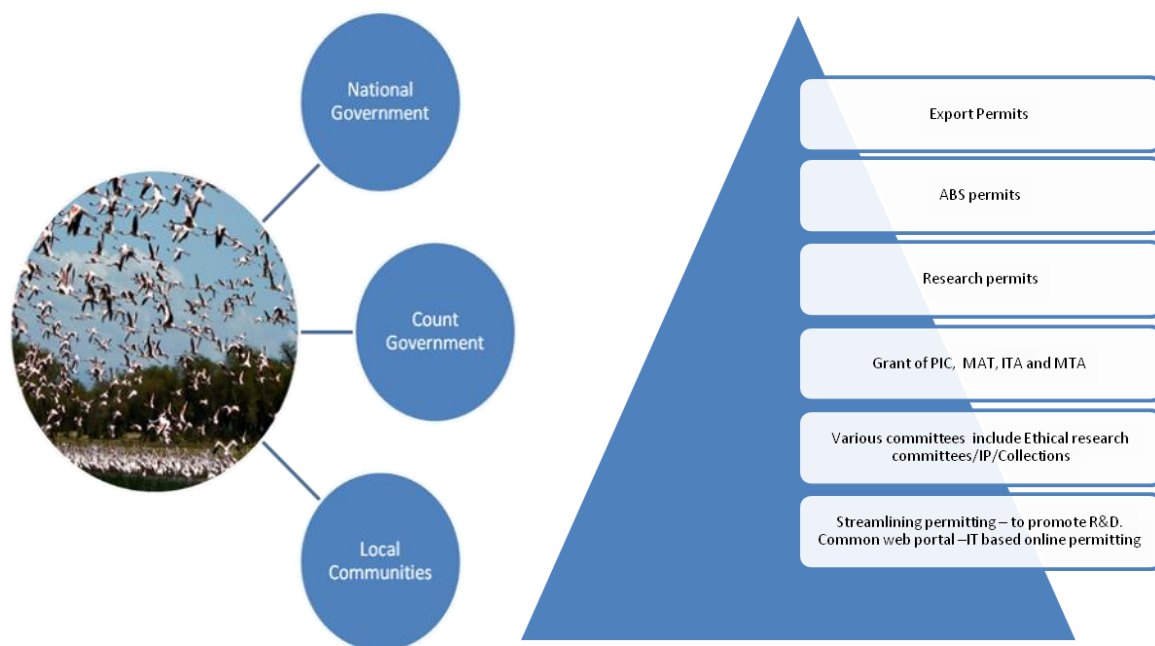 National
Government
Count
Government
Local
Communities
Export Permits
ABS permits
Research permits
Grant of PIC, MAT, ITA and MTA
Various committees include Ethical research
committees/IP/Collections
Streamlining permitting – to promote R&D.
Common web portal –IT based online permitting